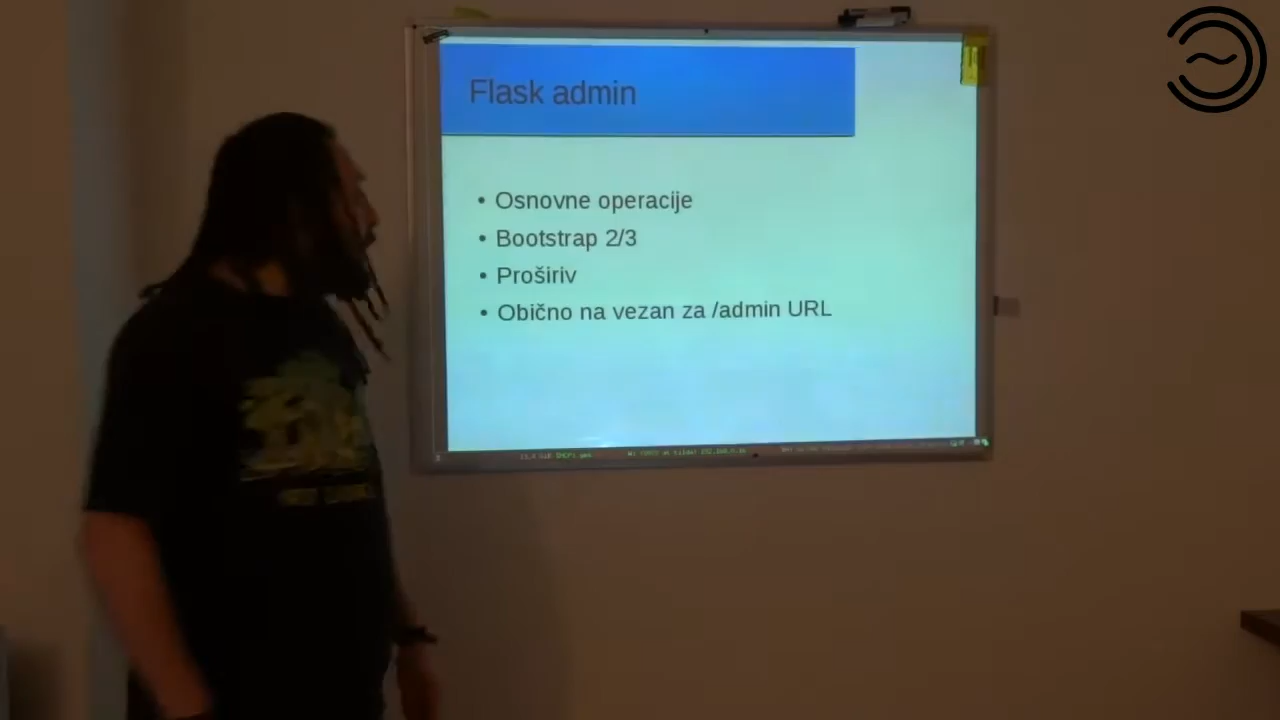 Flask admin
• Osnovne operacije
• Bootstrap 2/3
• Proširiv
• Obično na vezan za /admin URL